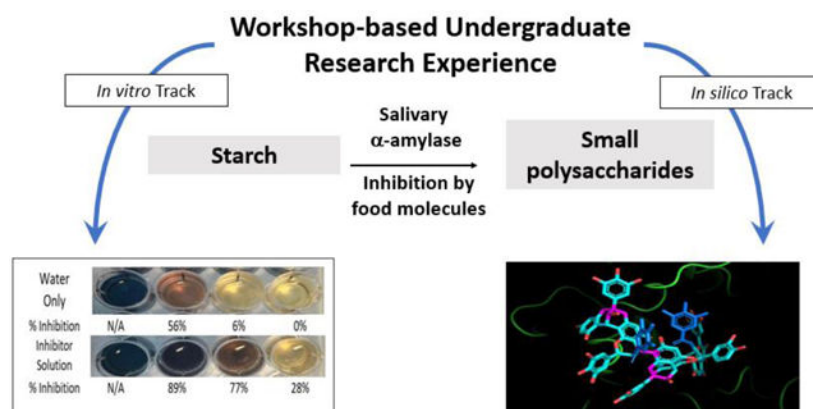 Workshop-based Undergraduate
Research Experience
In vitro Track
In silico Track
Starch
Salivary
α-amylase
Inhibition by
food molecules
Small
polysaccharides
Water
Only
% Inhibition N/A 56% 6% 0%
Inhibitor
Solution
% Inhibition N/A 89% 77% 28%